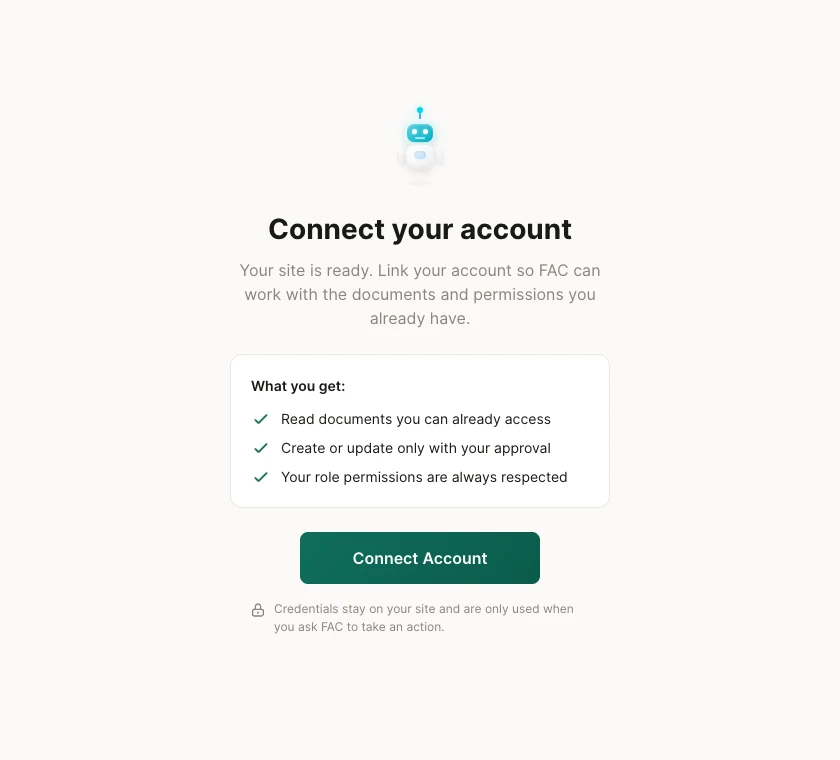 Connect your account
Your site is ready. Link your account so FAC can
work with the documents and permissions you
already have.
What you get:
Read documents you can already access
Create or update only with your approval
Your role permissions are always respected
Connect Account
Credentials stay on your site and are only used when
you ask FAC to take an action.